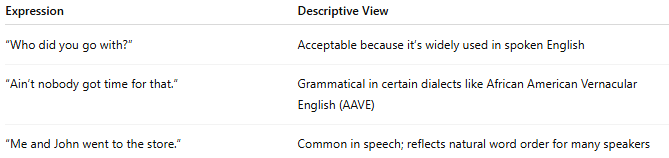 Expression Descriptive View
“Who did you go with?” Acceptable because it’s widely used in spoken English
“Ain’t nobody got time for that.” Grammatical in certain dialects like African American Vernacular
English (AAVE)
“Me and John went to the store.” Common in speech; reflects natural word order for many speakers